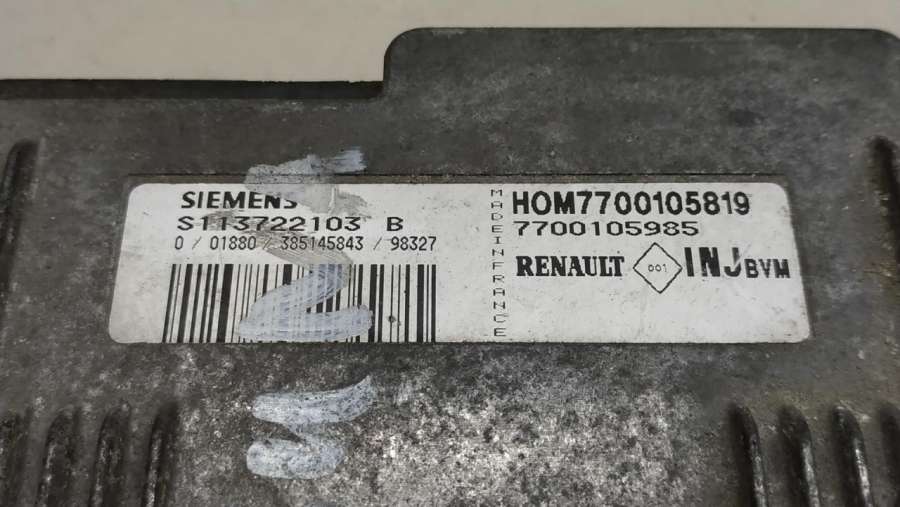 SIEMENS
S113722103 B
0 / 01880 / 385145843 / 98327
MADEINFRANCE
HOM7700105819
7700105985
RENAULT 001 INJ BVM